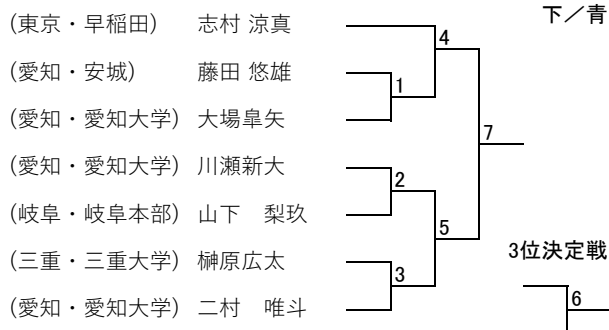 下／青
(東京・早稲田) 志村 涼真
4
(愛知・安城) 藤田 悠雄
1
(愛知・愛知大学) 大場皐矢
7
(愛知・愛知大学) 川瀬新大
2
(岐阜・岐阜本部) 山下　梨玖
5
3位決定戦
(三重・三重大学) 榊原広太
3
6
(愛知・愛知大学) 二村　唯斗